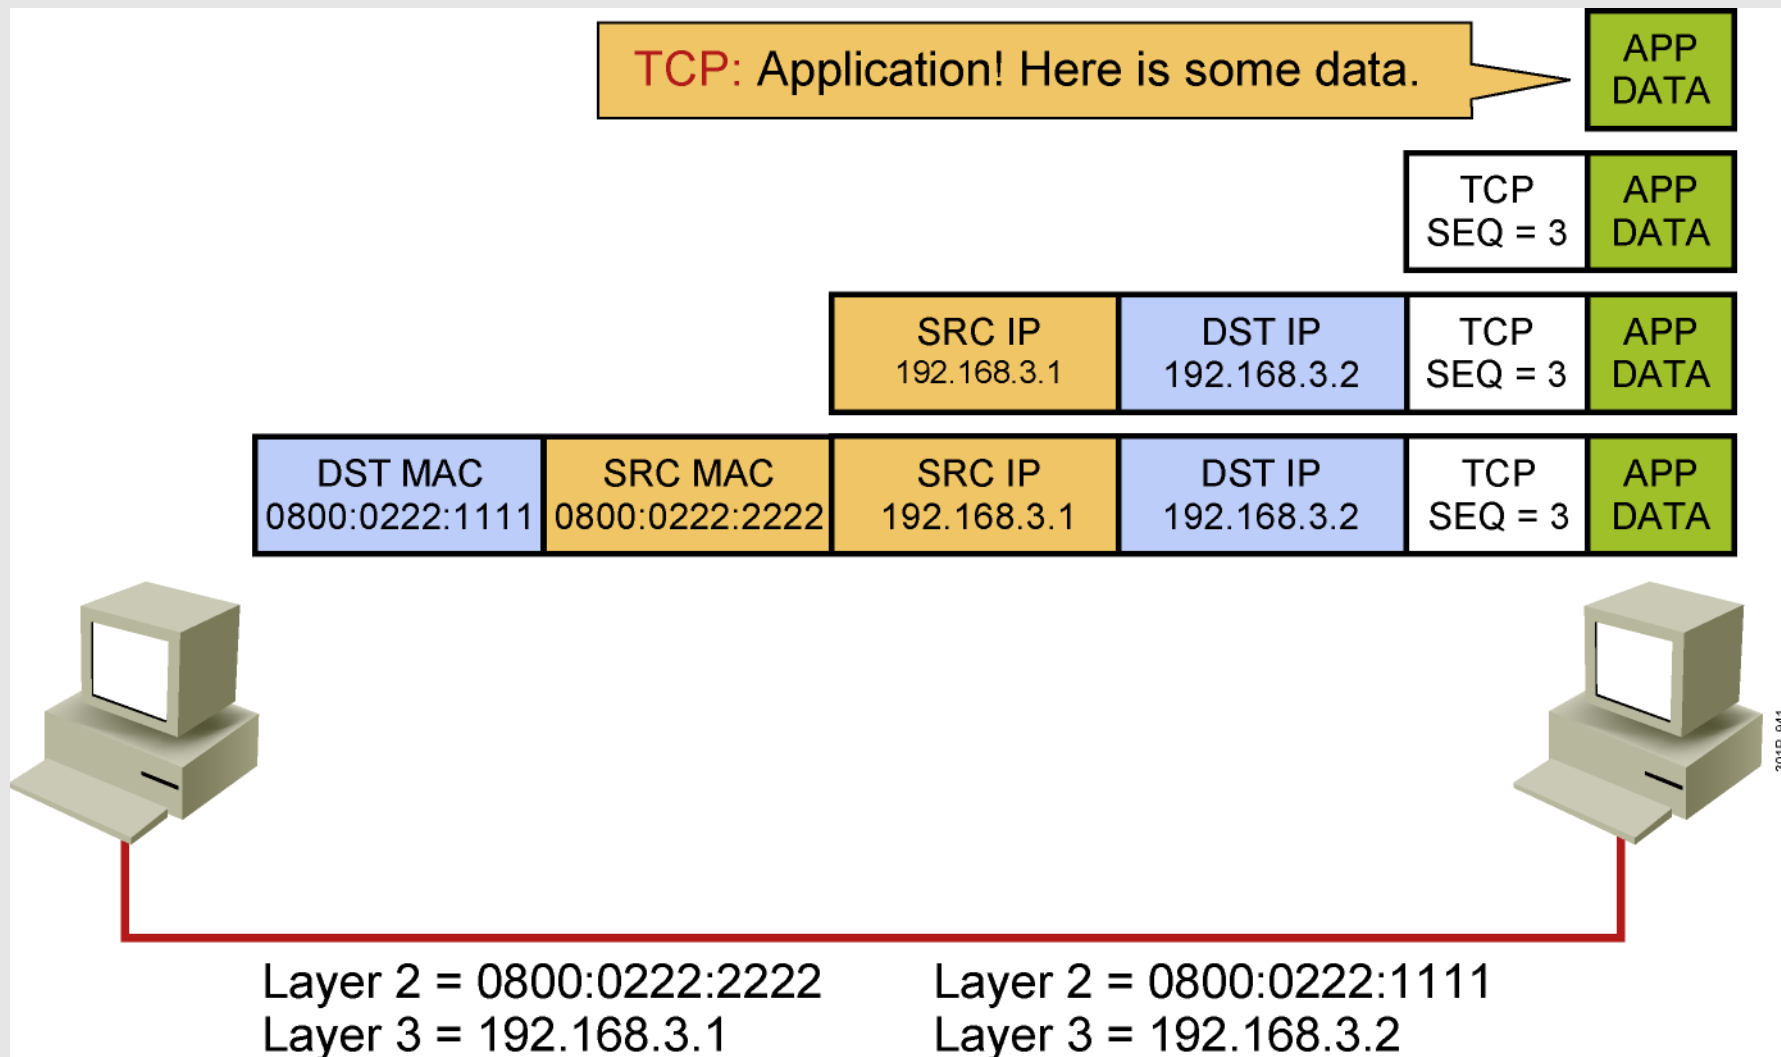 TCP: Application! Here is some data.
APP
DATA
TCP
SEQ = 3
APP
DATA
SRC IP
192.168.3.1
DST IP
192.168.3.2
TCP
SEQ = 3
APP
DATA
DST MAC
0800:0222:1111
SRC MAC
0800:0222:2222
SRC IP
192.168.3.1
DST IP
192.168.3.2
TCP
SEQ = 3
APP
DATA
Layer 2 = 0800:0222:2222
Layer 3 = 192.168.3.1
Layer 2 = 0800:0222:1111
Layer 3 = 192.168.3.2